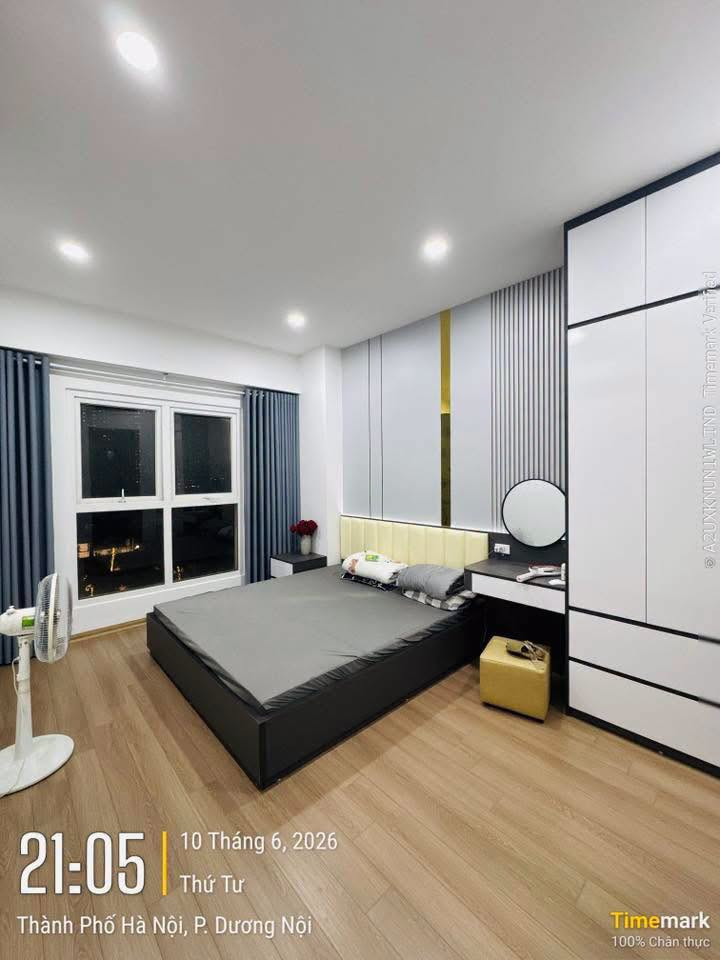 © A2UXKNUN1WLIND Timemark Verified
21:05
10 Tháng 6, 2026
Thứ Tư
Thành Phố Hà Nội, P. Dương Nội
Timemark
100% Chân thực